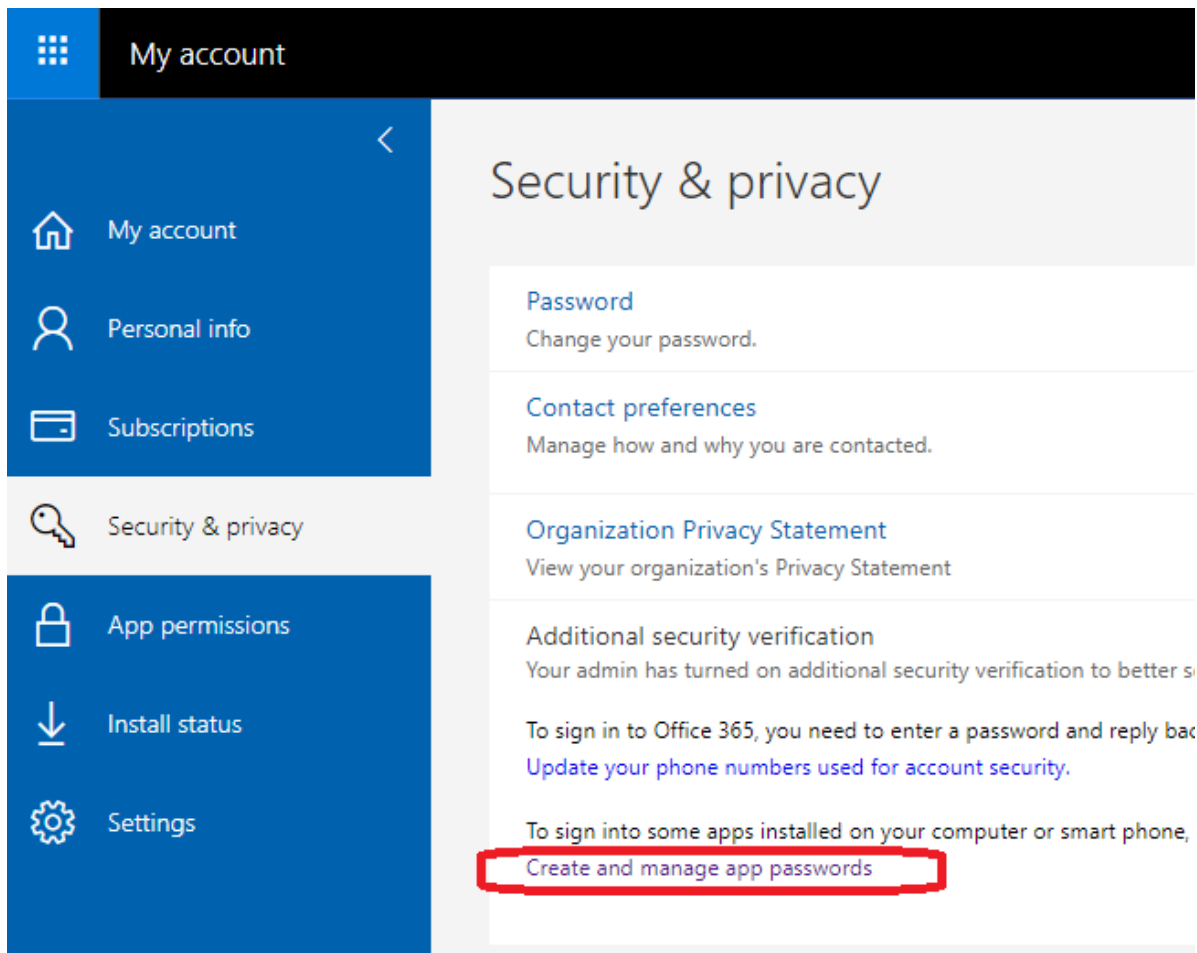 My account
My account
Personal info
Subscriptions
Security & privacy
App permissions
Install status
Settings
Security & privacy
Password
Change your password.
Contact preferences
Manage how and why you are contacted.
Organization Privacy Statement
View your organization's Privacy Statement
Additional security verification
Your admin has turned on additional security verification to better
To sign in to Office 365, you need to enter a password and reply
Update your phone numbers used for account security.
To sign into some apps installed on your computer or smart phone,
Create and manage app passwords